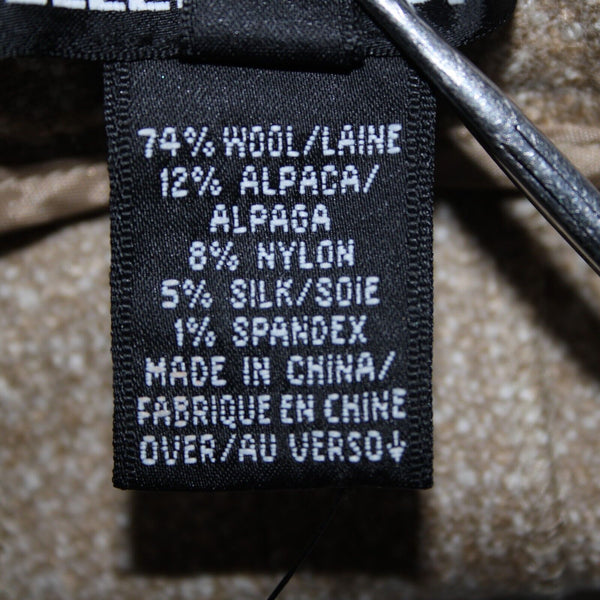 74% WOOL/LAINE
12% ALPACA/
ALPAGA
8% NYLON
5% SILK/SOIE
1% SPANDEX
MADE IN CHINA/
FABRIQUE EN CHINE
OVER/AU VERSO↓